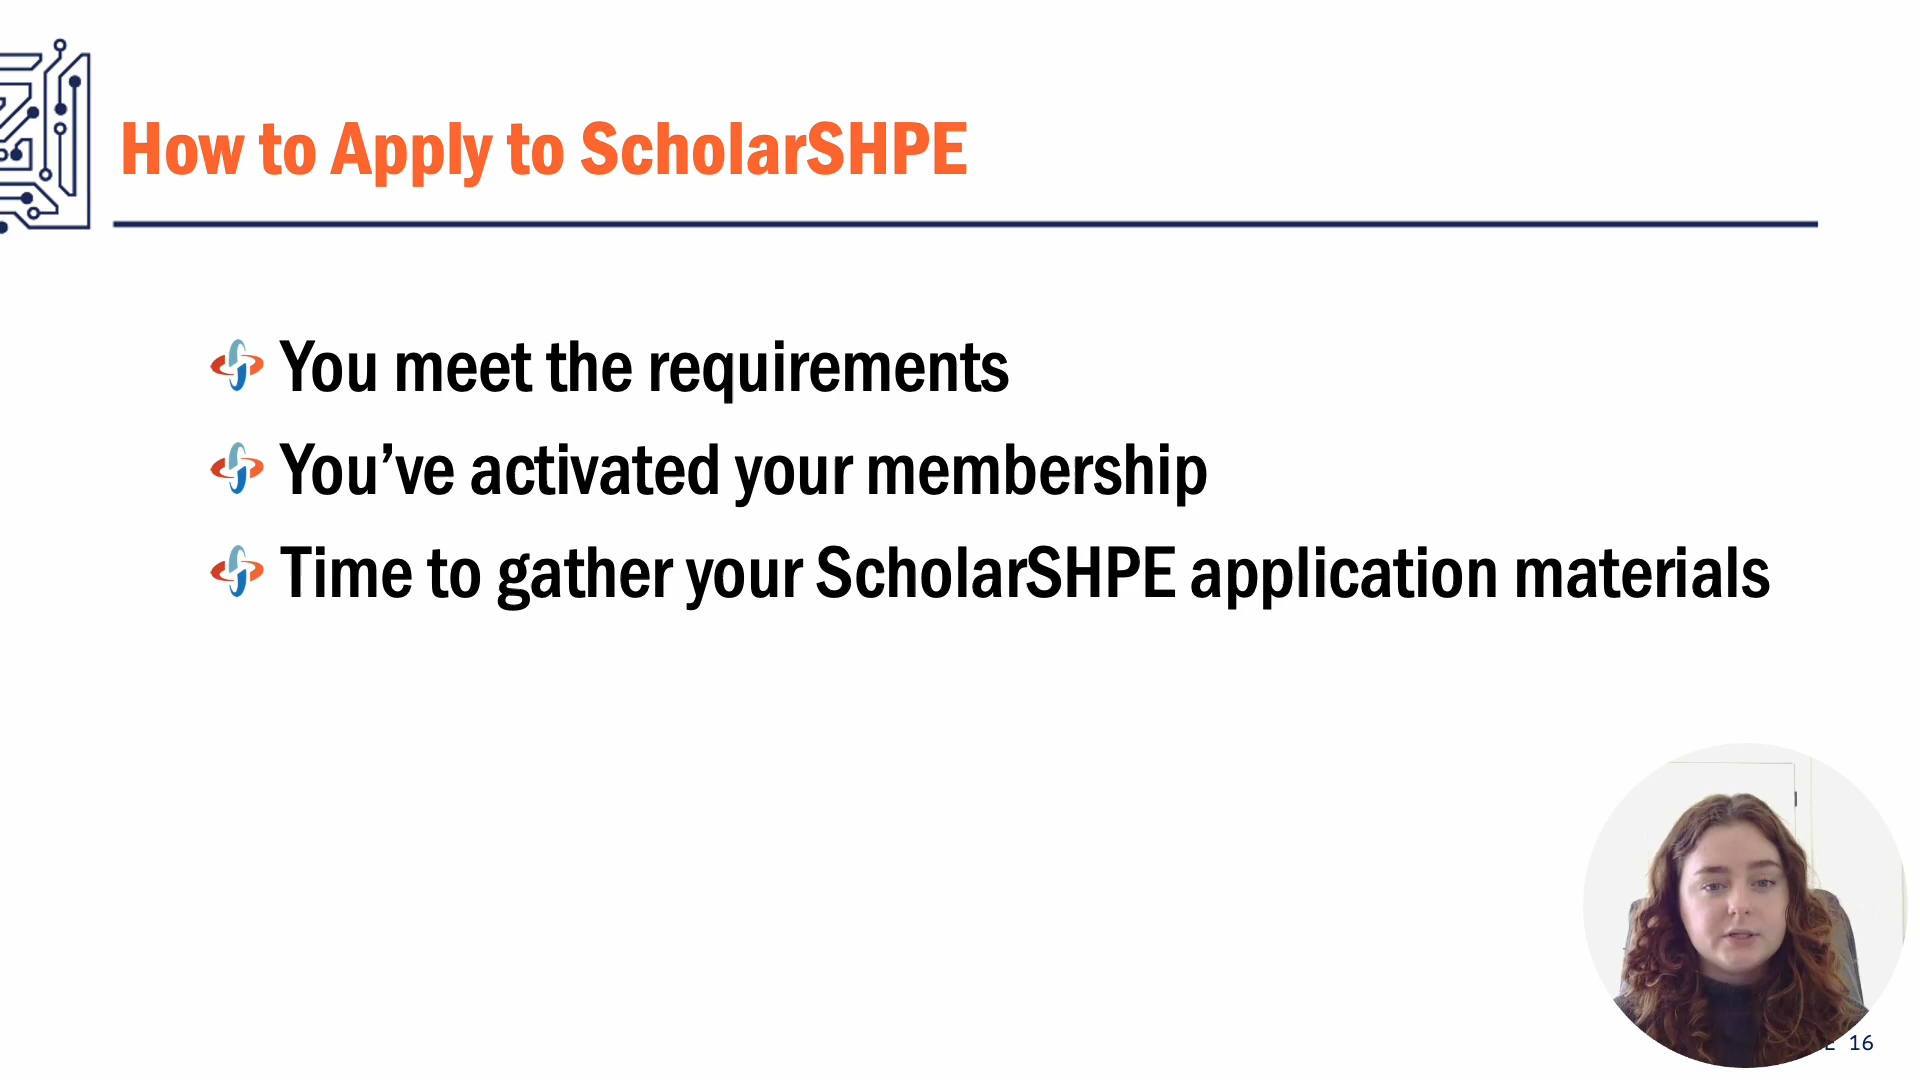 How to Apply to ScholarSHPE
You meet the requirements
You’ve activated your membership
Time to gather your ScholarSHPE application materials
16